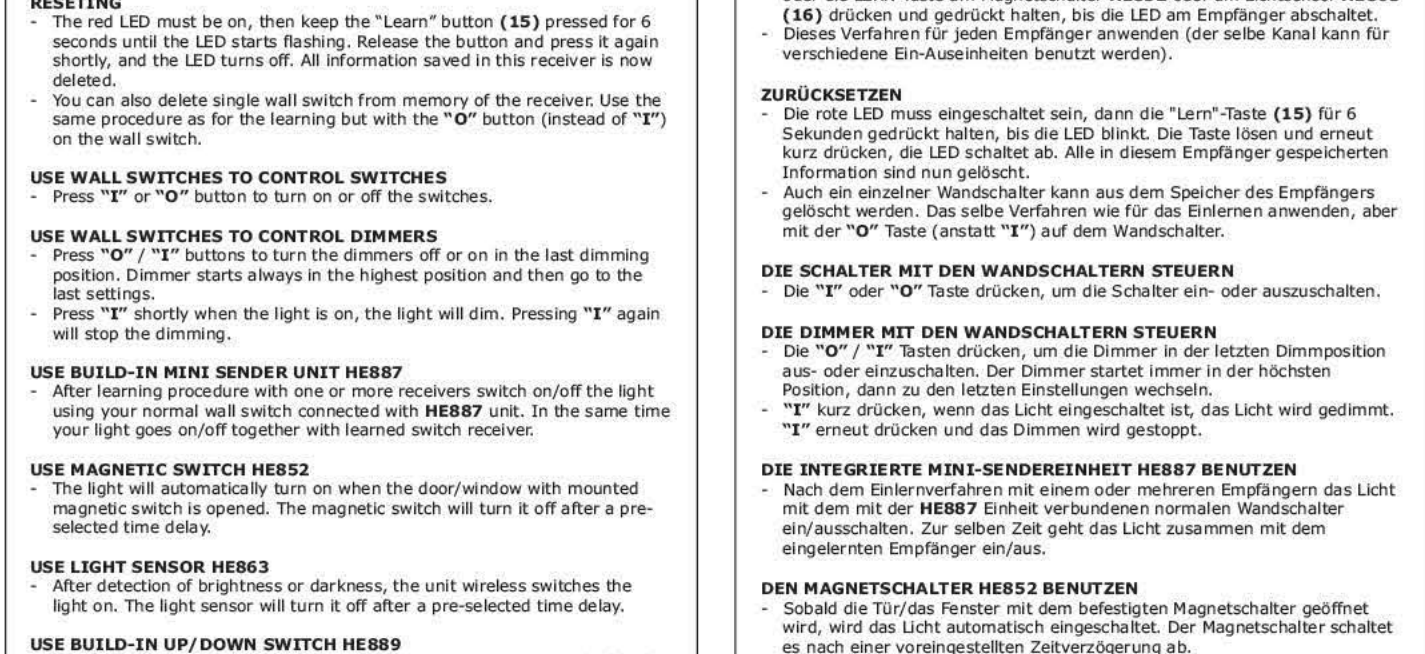 RESETING
- The red LED must be on, then keep the “Learn” button (15) pressed for 6
seconds until the LED starts flashing. Release the button and press it again
shortly, and the LED turns off. All information saved in this receiver is now
deleted.
- You can also delete single wall switch from memory of the receiver. Use the
same procedure as for the learning but with the “O” button (instead of “I”)
on the wall switch.
USE WALL SWITCHES TO CONTROL SWITCHES
- Press “I” or “O” button to turn on or off the switches.
USE WALL SWITCHES TO CONTROL DIMMERS
- Press “O” / “I” buttons to turn the dimmers off or on in the last dimming
position. Dimmer starts always in the highest position and then go to the
last settings.
- Press “I” shortly when the light is on, the light will dim. Pressing “I” again
will stop the dimming.
USE BUILD-IN MINI SENDER UNIT HE887
- After learning procedure with one or more receivers switch on/off the light
using your normal wall switch connected with HE887 unit. In the same time
your light goes on/off together with learned switch receiver.
USE MAGNETIC SWITCH HE852
- The light will automatically turn on when the door/window with mounted
magnetic switch is opened. The magnetic switch will turn it off after a pre-
selected time delay.
USE LIGHT SENSOR HE863
- After detection of brightness or darkness, the unit wireless switches the
light on. The light sensor will turn it off after a pre-selected time delay.
USE BUILD-IN UP/DOWN SWITCH HE889
(16) drücken und gedrückt halten, bis die LED am Empfänger abschaltet.
- Dieses Verfahren für jeden Empfänger anwenden (der selbe Kanal kann für
verschiedene Ein-Auseinheiten benutzt werden).
ZURÜCKSETZEN
- Die rote LED muss eingeschaltet sein, dann die "Lern"-Taste (15) für 6
Sekunden gedrückt halten, bis die LED blinkt. Die Taste lösen und erneut
kurz drücken, die LED schaltet ab. Alle in diesem Empfänger gespeicherten
Information sind nun gelöscht.
- Auch ein einzelner Wandschalter kann aus dem Speicher des Empfängers
gelöscht werden. Das selbe Verfahren wie für das Einlernen anwenden, aber
mit der “O” Taste (anstatt “I”) auf dem Wandschalter.
DIE SCHALTER MIT DEN WANDSCHALTERN STEUERN
- Die “I” oder “O” Taste drücken, um die Schalter ein- oder auszuschalten.
DIE DIMMER MIT DEN WANDSCHALTERN STEUERN
- Die “O” / “I” Tasten drücken, um die Dimmer in der letzten Dimmposition
aus- oder einzuschalten. Der Dimmer startet immer in der höchsten
Position, dann zu den letzten Einstellungen wechseln.
- “I” kurz drücken, wenn das Licht eingeschaltet ist, das Licht wird gedimmt.
“I” erneut drücken und das Dimmen wird gestoppt.
DIE INTEGRIERTE MINI-SENDEREINHEIT HE887 BENUTZEN
- Nach dem Einlernverfahren mit einem oder mehreren Empfängern das Licht
mit dem mit der HE887 Einheit verbundenen normalen Wandschalter
ein/ausschalten. Zur selben Zeit geht das Licht zusammen mit dem
eingelernten Empfänger ein/aus.
DEN MAGNETSCHALTER HE852 BENUTZEN
- Sobald die Tür/das Fenster mit dem befestigten Magnetschalter geöffnet
wird, wird das Licht automatisch eingeschaltet. Der Magnetschalter schaltet
es nach einer voreingestellten Zeitverzögerung ab.